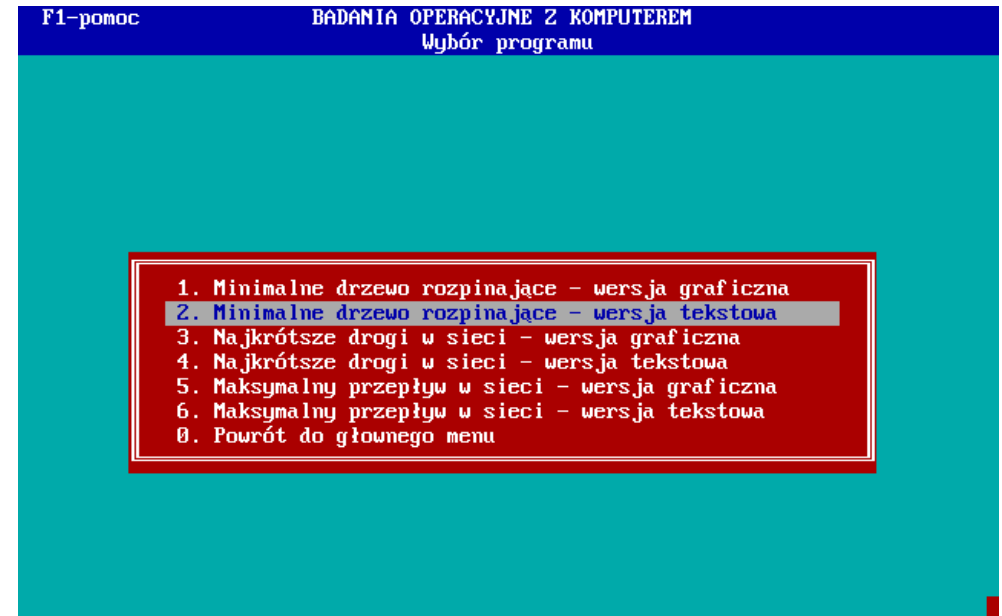 F1-pomoc BADANIA OPERACYJNE Z KOMPUTEREM
Wybór programu
1. Minimalne drzewo rozpinające - wersja graficzna
2. Minimalne drzewo rozpinające - wersja tekstowa
3. Najkrótsze drogi w sieci - wersja graficzna
4. Najkrótsze drogi w sieci - wersja tekstowa
5. Maksymalny przepływ w sieci - wersja graficzna
6. Maksymalny przepływ w sieci - wersja tekstowa
0. Powrót do głownego menu